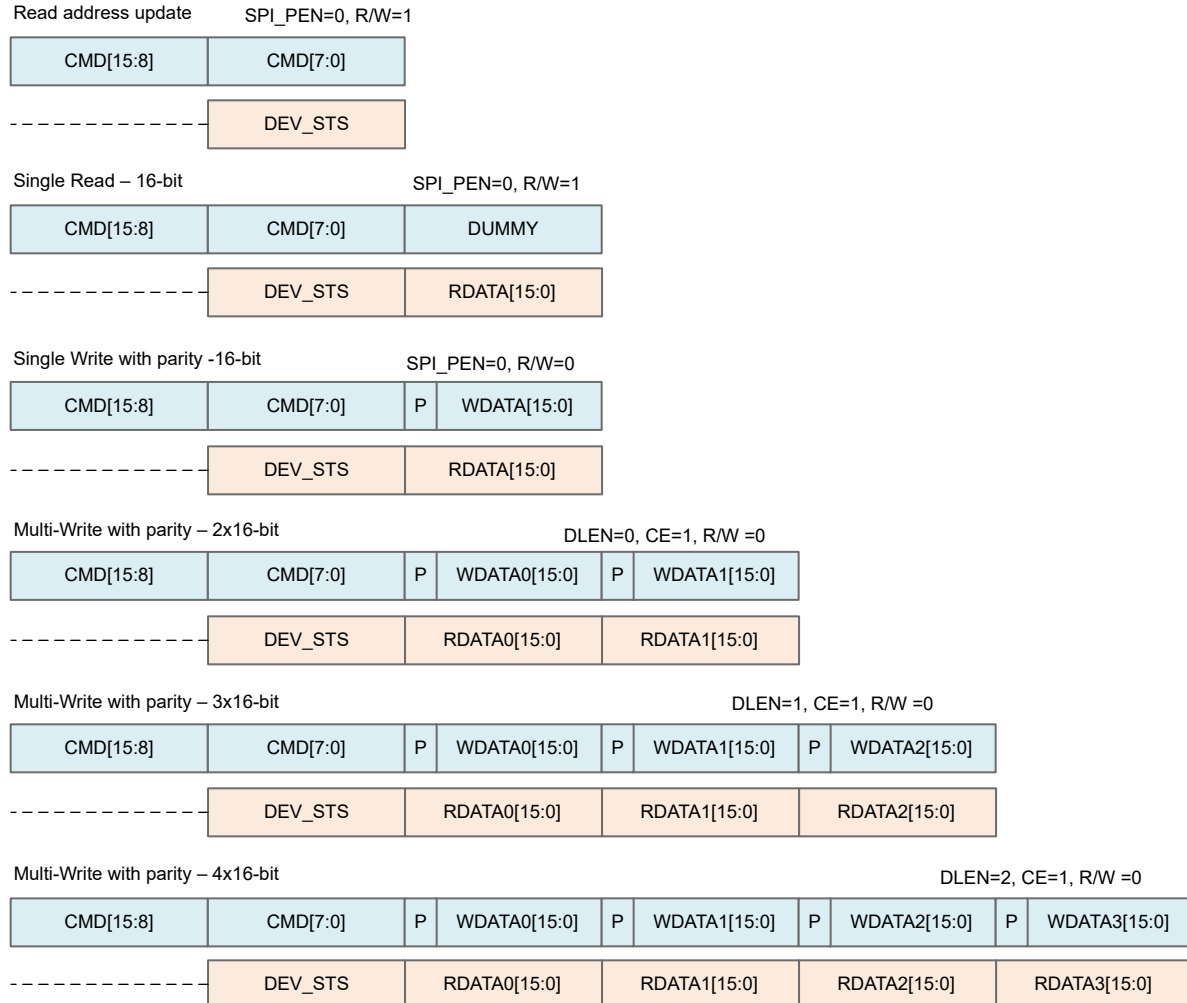 Read address update SPI_PEN=0, R/W=1
CMD[15:8] CMD[7:0]
DEV_STS
Single Read – 16-bit SPI_PEN=0, R/W=1
CMD[15:8] CMD[7:0] DUMMY
DEV_STS RDATA[15:0]
Single Write with parity -16-bit SPI_PEN=0, R/W=0
CMD[15:8] CMD[7:0] P WDATA[15:0]
DEV_STS RDATA[15:0]
Multi-Write with parity – 2x16-bit DLEN=0, CE=1, R/W =0
CMD[15:8] CMD[7:0] P WDATA0[15:0] P WDATA1[15:0]
DEV_STS RDATA0[15:0] RDATA1[15:0]
Multi-Write with parity – 3x16-bit DLEN=1, CE=1, R/W =0
CMD[15:8] CMD[7:0] P WDATA0[15:0] P WDATA1[15:0] P WDATA2[15:0]
DEV_STS RDATA0[15:0] RDATA1[15:0] RDATA2[15:0]
Multi-Write with parity – 4x16-bit DLEN=2, CE=1, R/W =0
CMD[15:8] CMD[7:0] P WDATA0[15:0] P WDATA1[15:0] P WDATA2[15:0] P WDATA3[15:0]
DEV_STS RDATA0[15:0] RDATA1[15:0] RDATA2[15:0] RDATA3[15:0]